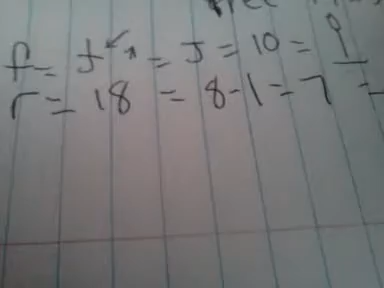 f = J = J = 10 = 9
r = 18 = 8-1 = 7 =